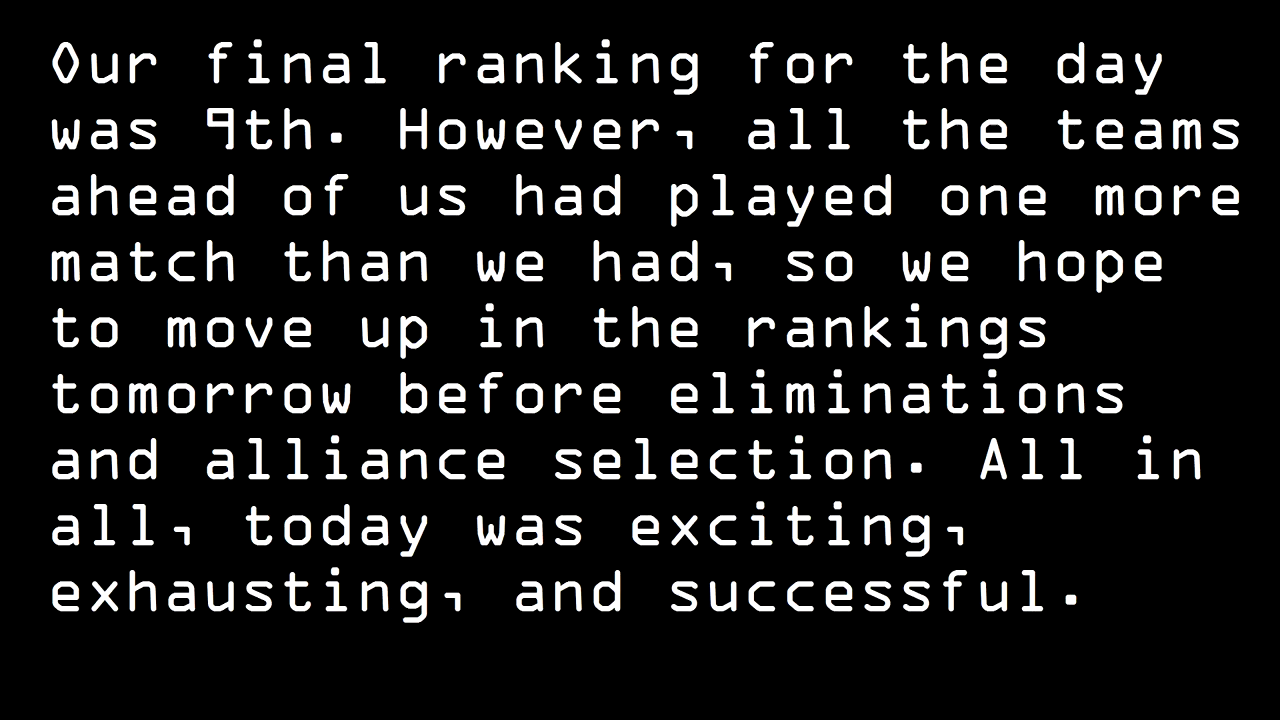 Our final ranking for the day
was 9th. However, all the teams
ahead of us had played one more
match than we had, so we hope
to move up in the rankings
tomorrow before eliminations
and alliance selection. All in
all, today was exciting,
exhausting, and successful.